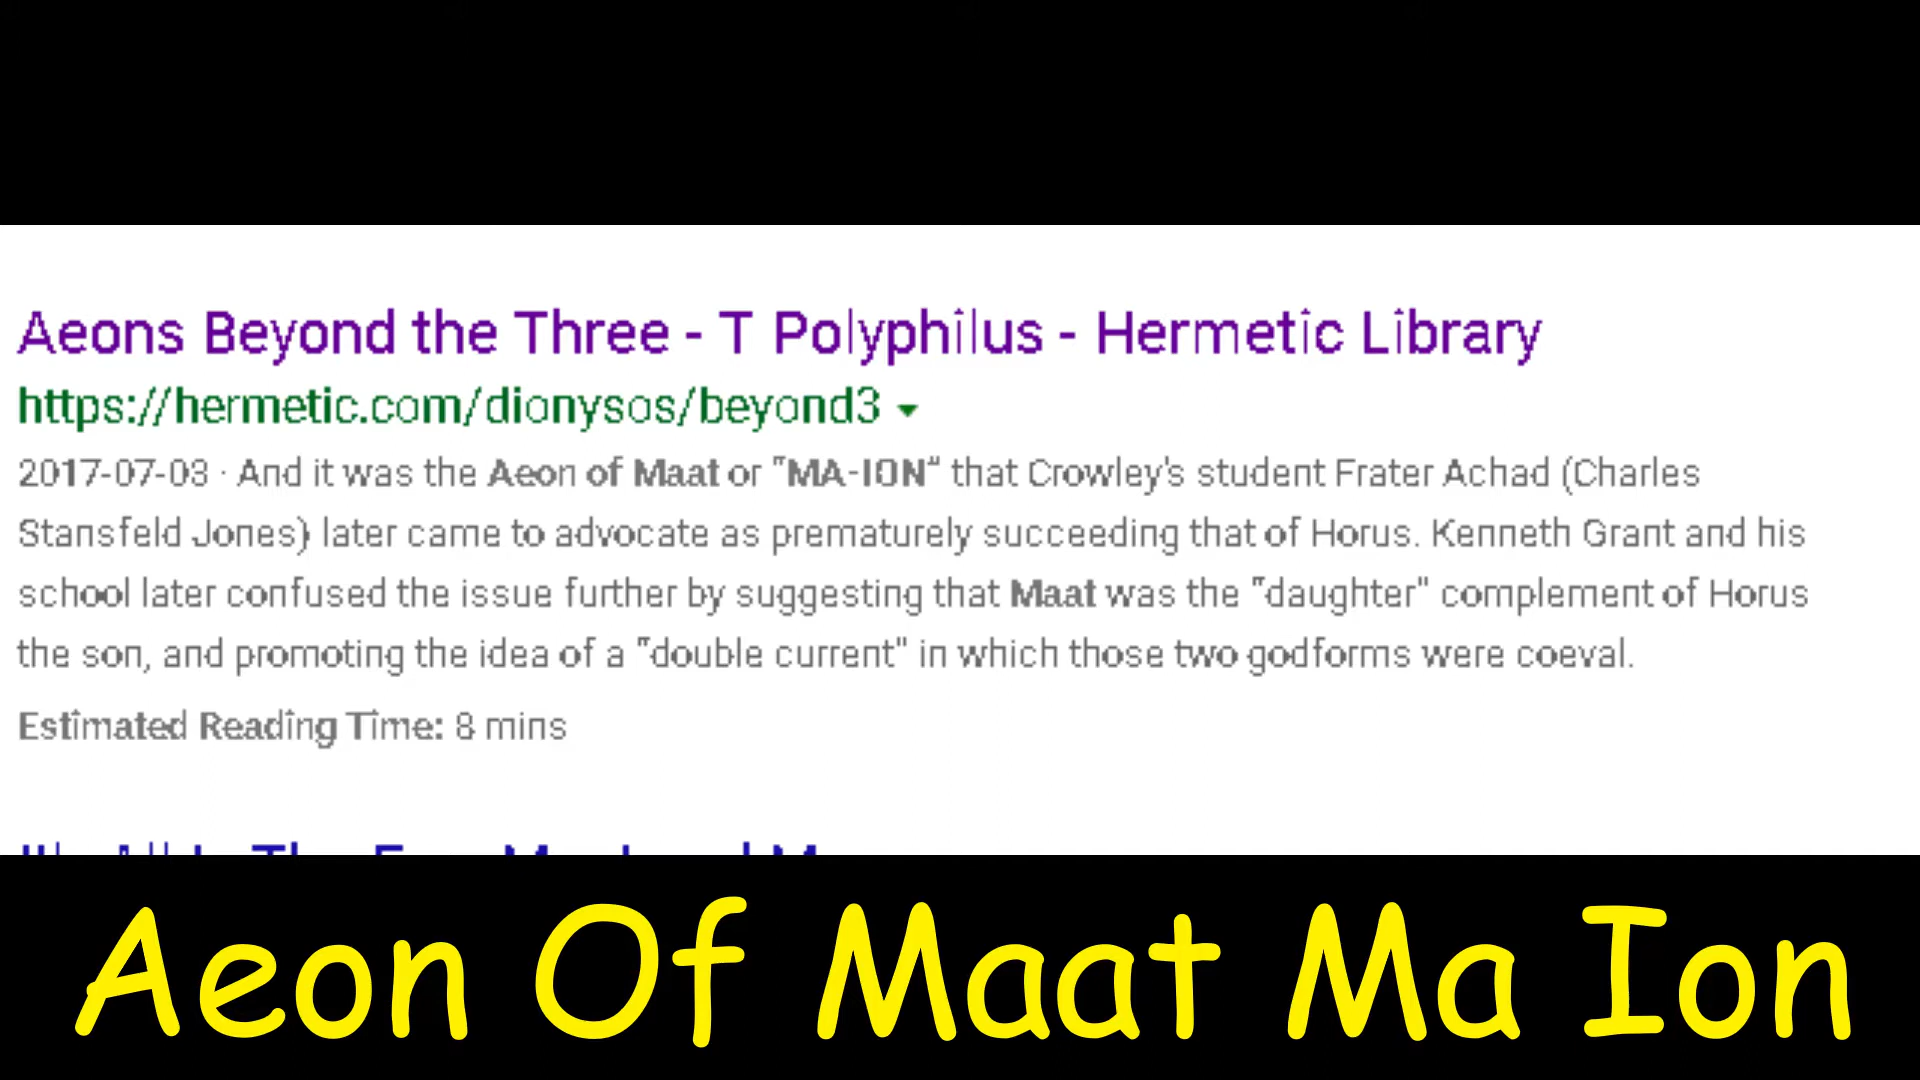 Aeons Beyond the Three - T Polyphilus - Hermetic Library
https://hermetic.com/dionysos/beyond3
2017-07-03 · And it was the Aeon of Maat or "MA-ION" that Crowley's student Frater Achad (Charles
Stansfeld Jones) later came to advocate as prematurely succeeding that of Horus. Kenneth Grant and his
school later confused the issue further by suggesting that Maat was the "daughter" complement of Horus
the son, and promoting the idea of a "double current" in which those two godforms were coeval.
Estimated Reading Time: 8 mins
Aeon Of Maat Ma Ion